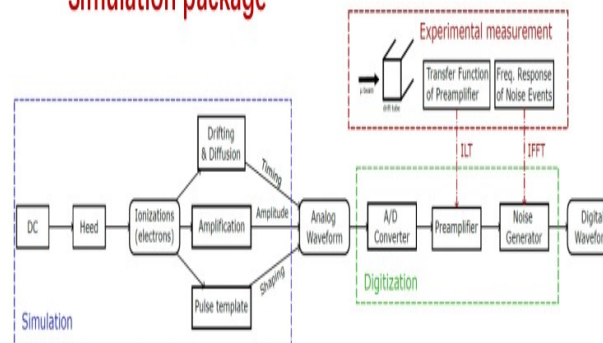 Simulation package
Experimental measurement
μ beam
drift tube
Transfer Function
of Preamplifier
Freq. Response
of Noise Events
ILT
IFFT
Drifting
& Diffusion
Timing
DC
Heed
Ionizations
(electrons)
Amplification
Amplitude
Analog
Waveform
A/D
Converter
Preamplifier
Noise
Generator
Digital
Wavefor
Shaping
Pulse template
Digitization
Simulation